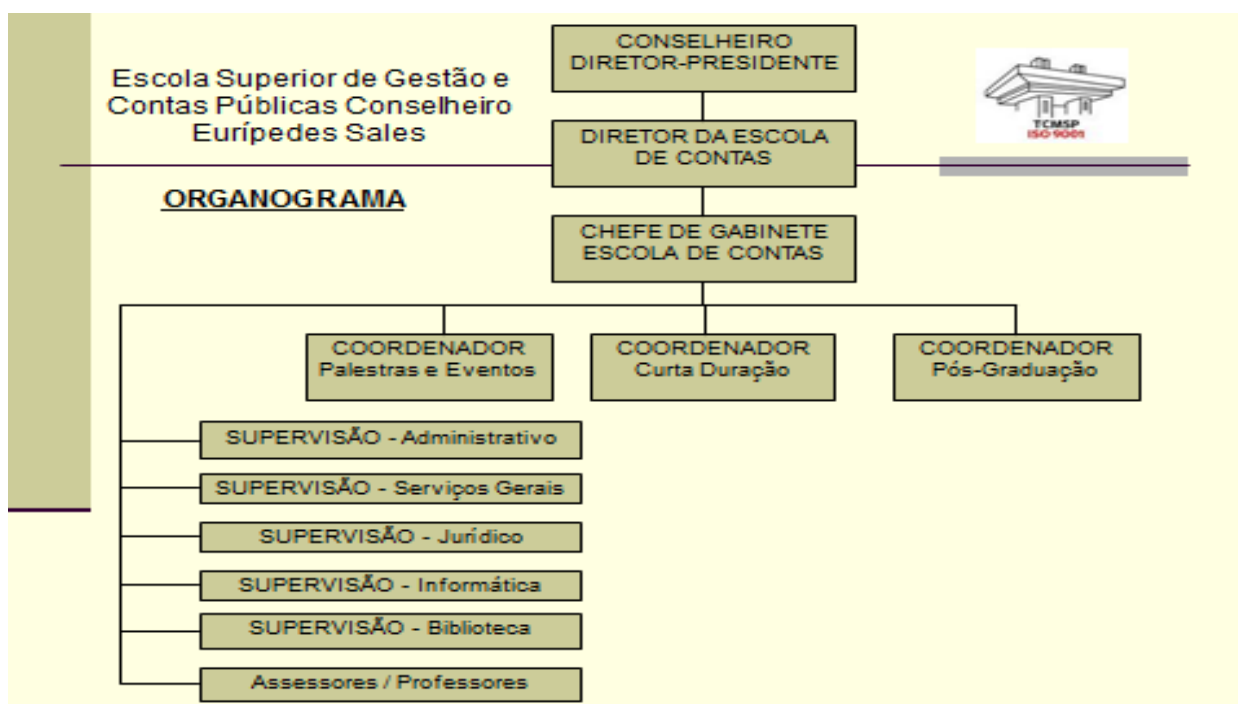 Escola Superior de Gestão e
Contas Públicas Conselheiro
Eurípedes Sales
ORGANOGRAMA
CONSELHEIRO
DIRETOR-PRESIDENTE
TCMSP
ISO 9001
DIRETOR DA ESCOLA
DE CONTAS
CHEFE DE GABINETE
ESCOLA DE CONTAS
COORDENADOR
Palestras e Eventos
COORDENADOR
Curta Duração
COORDENADOR
Pós-Graduação
SUPERVISÃO - Administrativo
SUPERVISÃO - Serviços Gerais
SUPERVISÃO - Jurídico
SUPERVISÃO - Informática
SUPERVISÃO - Biblioteca
Assessores / Professores